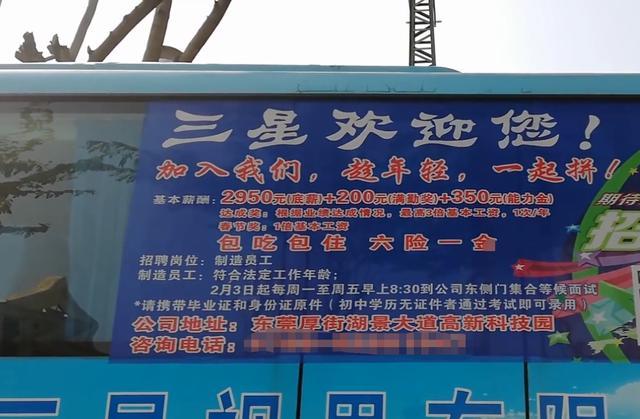 三星欢迎您!
加入我们,趁年轻,一起拼!
基本薪酬:2950元(底薪)+200元(满勤奖)+350元(能力金)
达成奖:根据业绩达成情况,最高3倍基本工资,1次/年
春节奖:1倍基本工资
包吃包住 六险一金
招聘岗位:制造员工
制造员工:符合法定工作年龄;
2月3日起每周一至周五早上8:30到公司东侧门集合等候面试
*请携带毕业证和身份证原件(初中学历无证件者通过考试即可录用)
公司地址:东莞厚街湖景大道高新科技园
咨询电话:
期待
招
三星视界有限